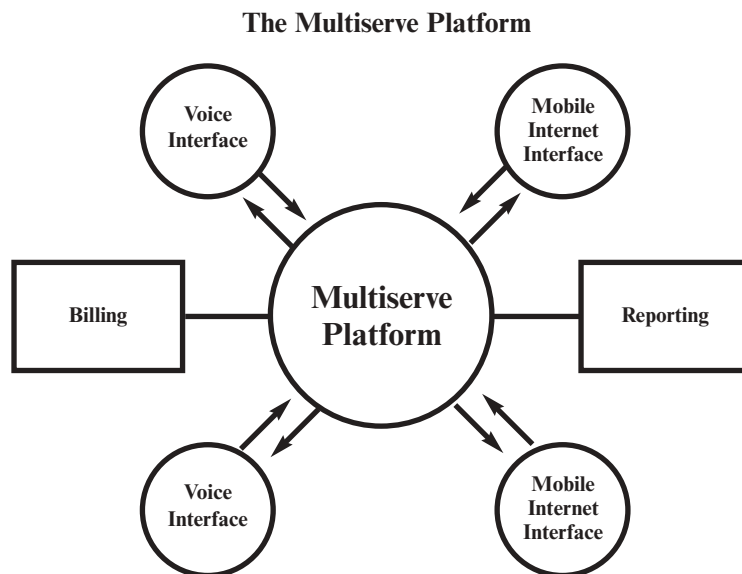 The Multiserve Platform
Voice
Interface
Mobile
Internet
Interface
Billing
Multiserve
Platform
Reporting
Voice
Interface
Mobile
Internet
Interface